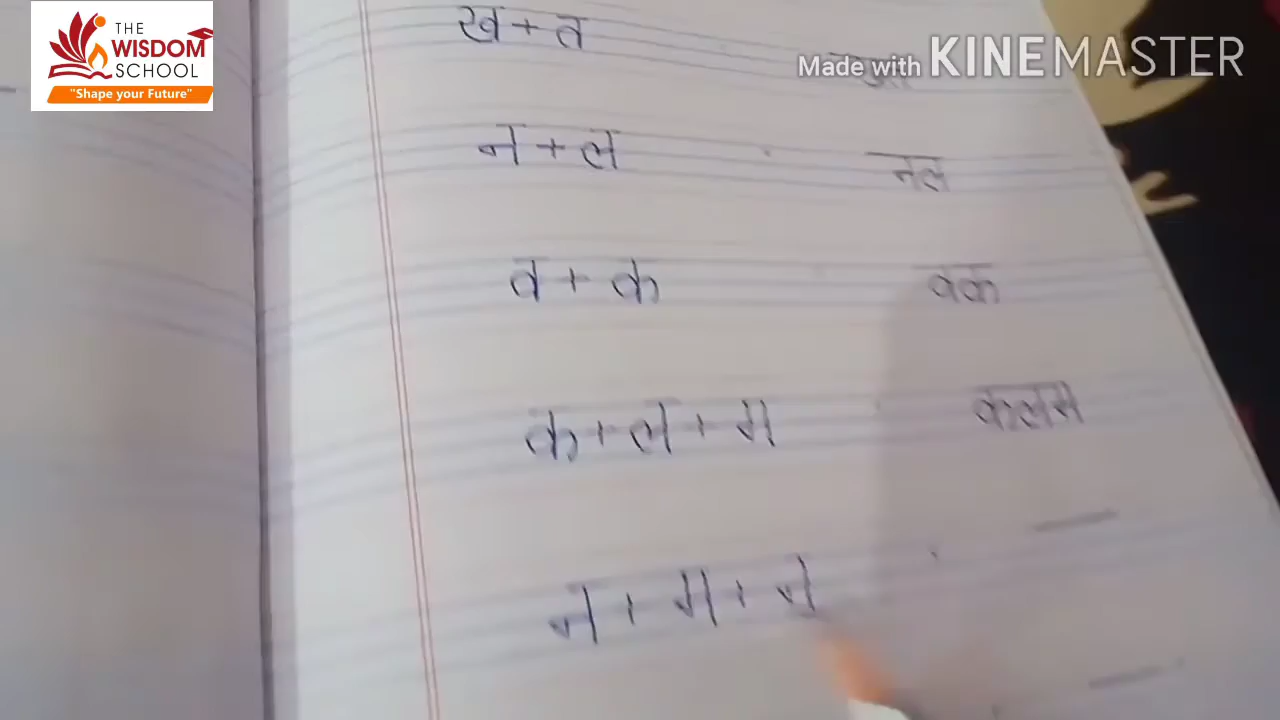 THE
WISDOM
SCHOOL
"Shape your Future"
Made with KINEMASTER
ख + त
न + ल नल
व + क वक
क + ल + म कलम
न + म + न